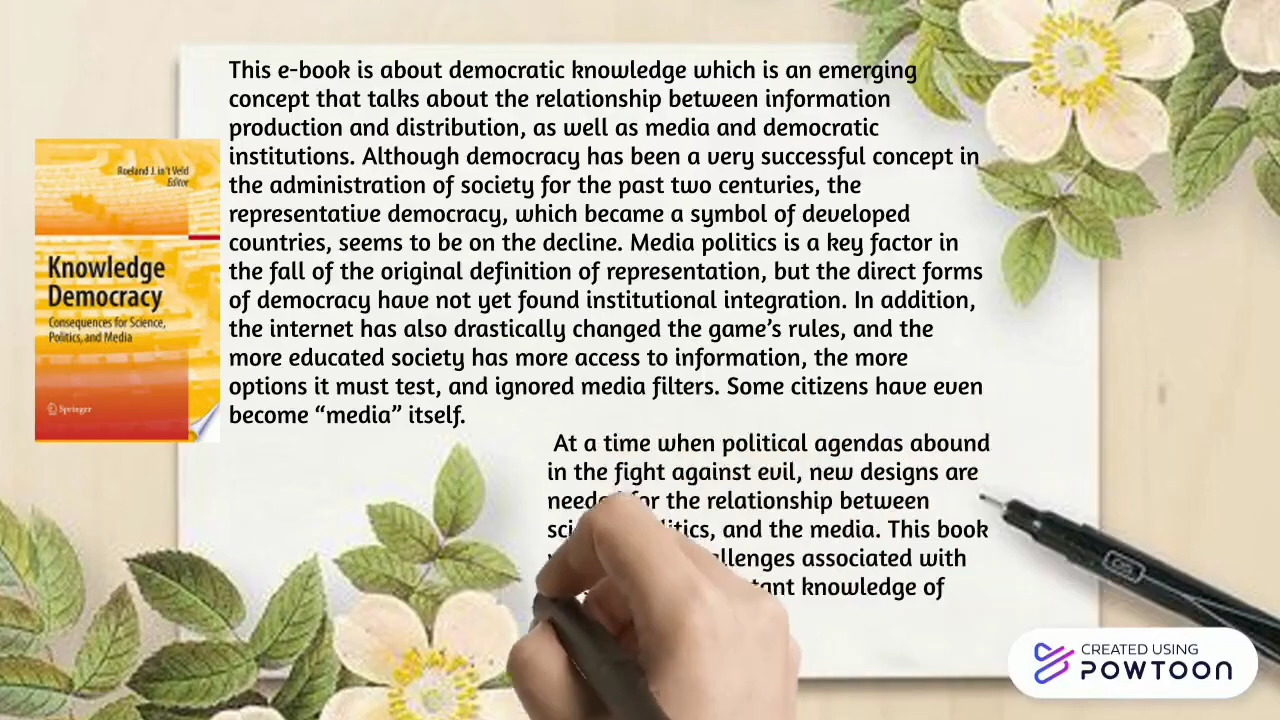 This e-book is about democratic knowledge which is an emerging
concept that talks about the relationship between information
production and distribution, as well as media and democratic
institutions. Although democracy has been a very successful concept in
the administration of society for the past two centuries, the
representative democracy, which became a symbol of developed
countries, seems to be on the decline. Media politics is a key factor in
the fall of the original definition of representation, but the direct forms
of democracy have not yet found institutional integration. In addition,
the internet has also drastically changed the game's rules, and the
more educated society has more access to information, the more
options it must test, and ignored media filters. Some citizens have even
become “media” itself.
At a time when political agendas abound
in the fight against evil, new designs are
for the relationship between
and the media. This book
associated with
knowledge of
Roeland J. in 't Veld
Editor
Knowledge
Democracy
Consequences for Science,
Politics, and Media
Springer
05
CREATED USING
POWTOON